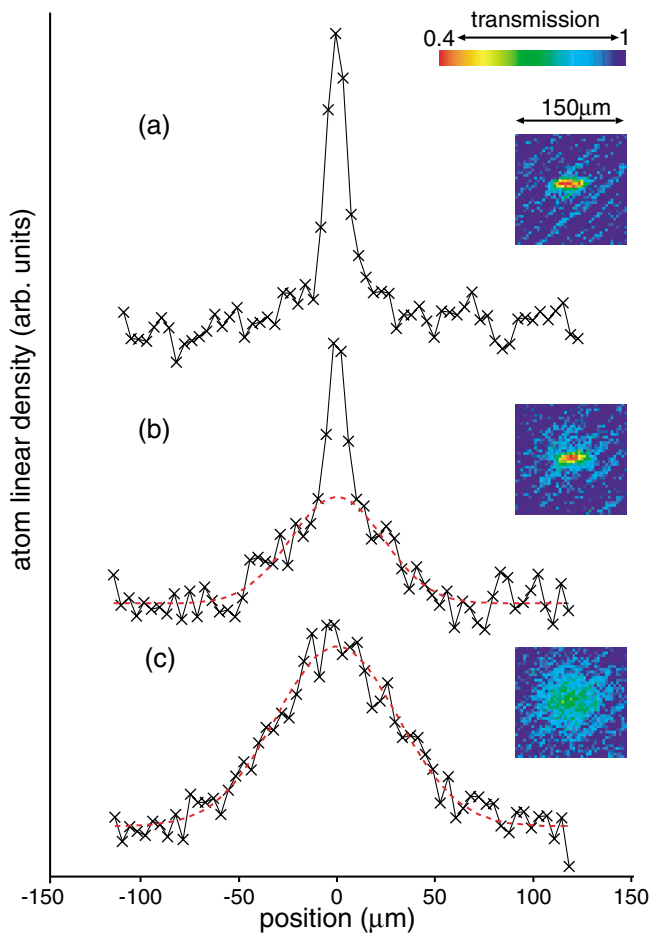 transmission
0.4 1
150μm
(a)
(b)
(c)
atom linear density (arb. units)
-150 -100 -50 0 50 100 150
position (μm)